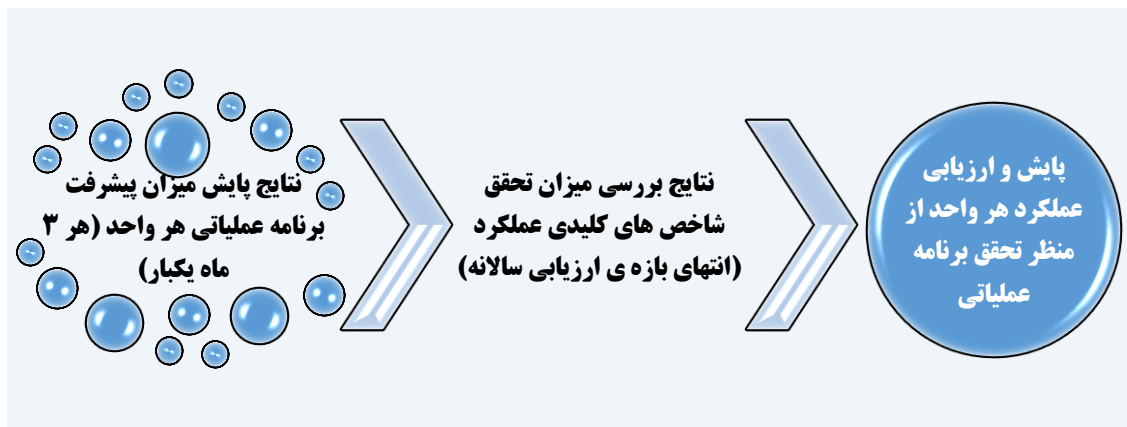 نتایج پایش میزان پیشرفت
برنامه عملیاتی هر واحد (هر ۳
ماه یکبار)
نتایج بررسی میزان تحقق
شاخص های کلیدی عملکرد
(انتهای بازه ی ارزیابی سالانه)
پایش و ارزیابی
عملکرد هر واحد از
منظر تحقق برنامه
عملیاتی